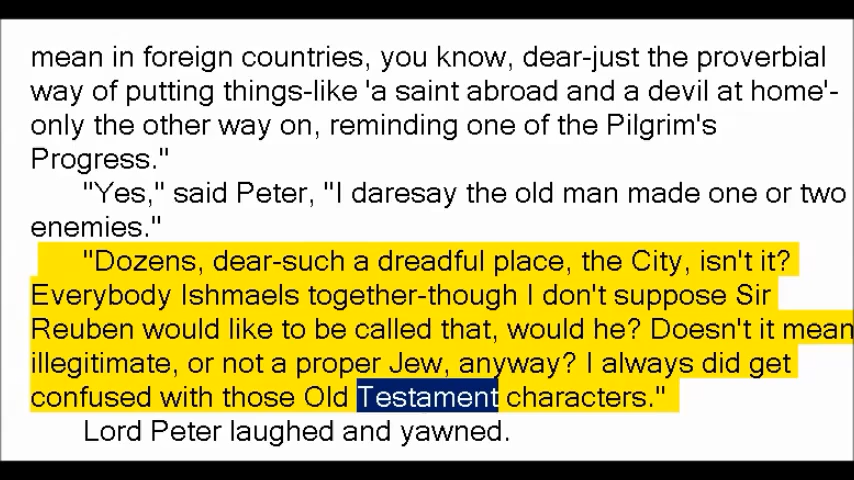 mean in foreign countries, you know, dear-just the proverbial
way of putting things-like 'a saint abroad and a devil at home'-
only the other way on, reminding one of the Pilgrim's
Progress."
"Yes," said Peter, "I daresay the old man made one or two
enemies."
"Dozens, dear-such a dreadful place, the City, isn't it?
Everybody Ishmaels together-though I don't suppose Sir
Reuben would like to be called that, would he? Doesn't it mean
illegitimate, or not a proper Jew, anyway? I always did get
confused with those Old Testament characters."
Lord Peter laughed and yawned.